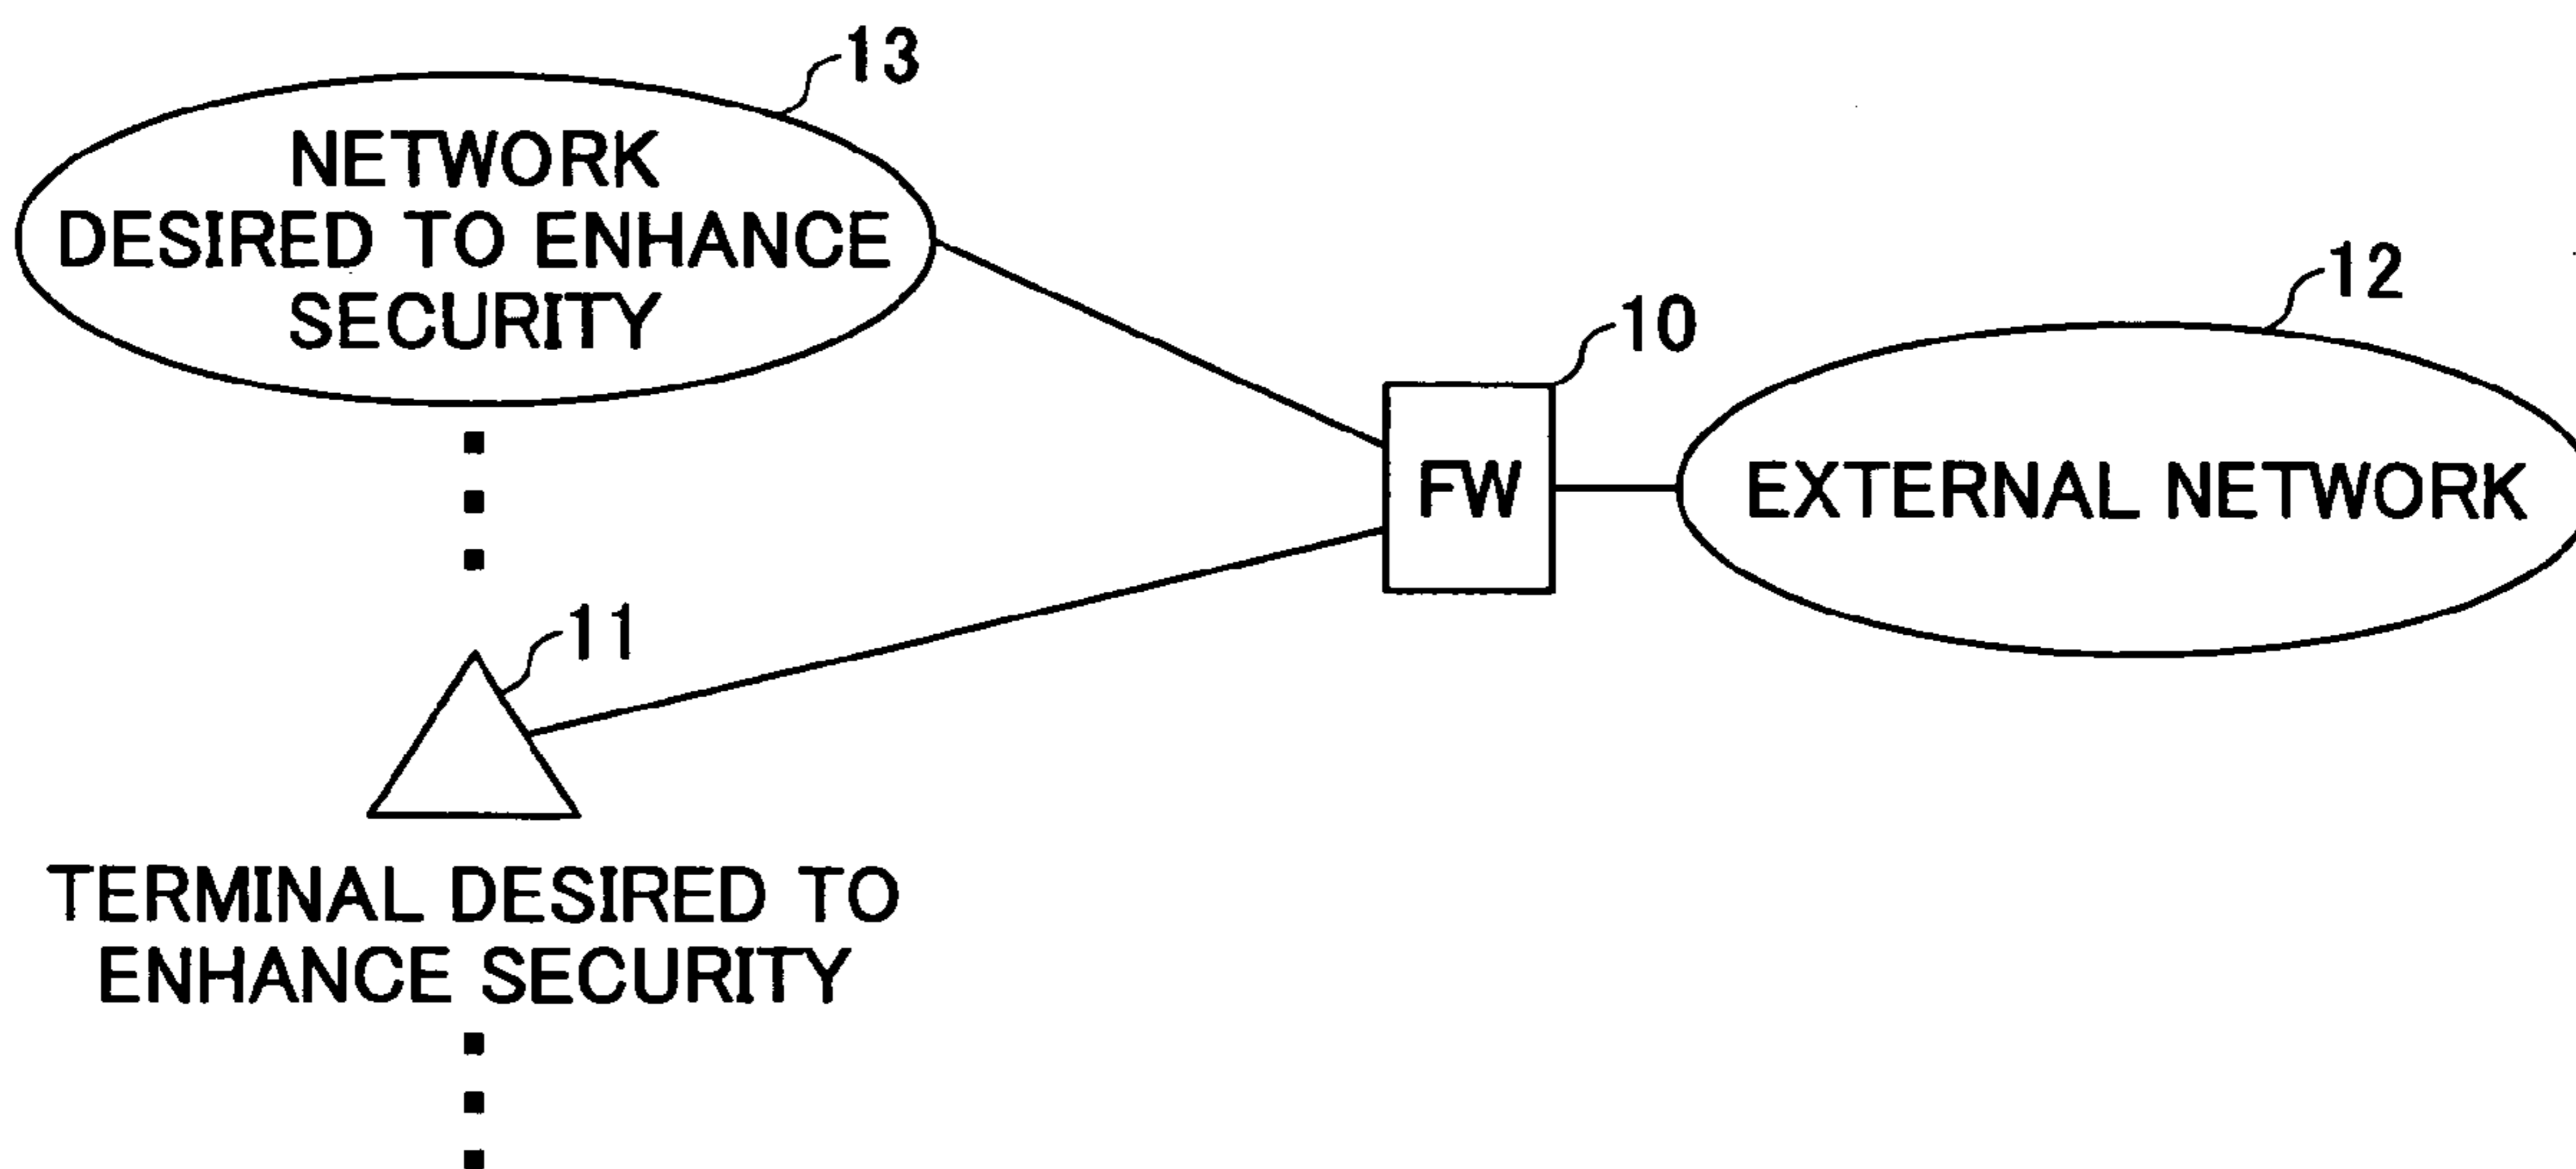 13
NETWORK
DESIRED TO ENHANCE
SECURITY
12
10
FW
EXTERNAL NETWORK
11
TERMINAL DESIRED TO
ENHANCE SECURITY